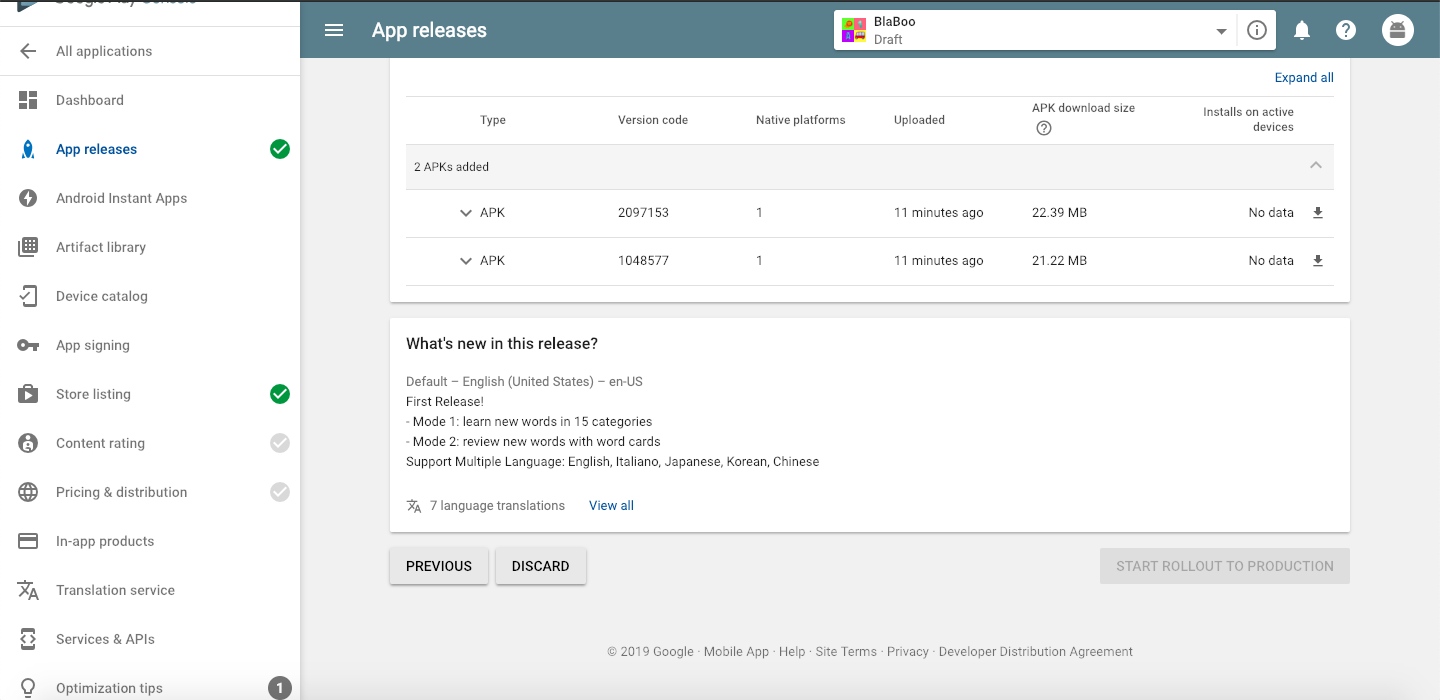 All applications
Dashboard
App releases
Android Instant Apps
Artifact library
Device catalog
App signing
Store listing
Content rating
Pricing & distribution
In-app products
Translation service
Services & APIs
Optimization tips 1
App releases
BlaBoo
Draft
Expand all
Type Version code Native platforms Uploaded APK download size Installs on active devices
2 APKs added
APK 2097153 1 11 minutes ago 22.39 MB No data
APK 1048577 1 11 minutes ago 21.22 MB No data
What's new in this release?
Default – English (United States) – en-US
First Release!
- Mode 1: learn new words in 15 categories
- Mode 2: review new words with word cards
Support Multiple Language: English, Italiano, Japanese, Korean, Chinese
7 language translations View all
PREVIOUS DISCARD START ROLLOUT TO PRODUCTION
© 2019 Google · Mobile App · Help · Site Terms · Privacy · Developer Distribution Agreement